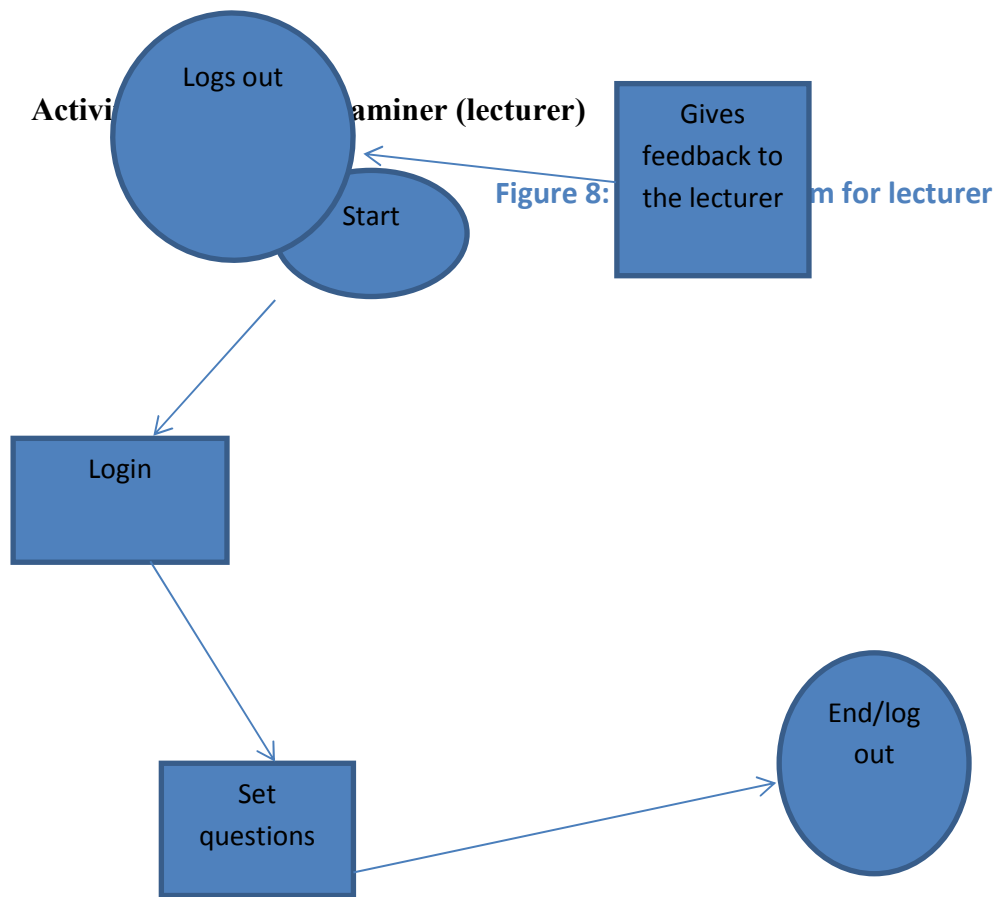 Logs out
Activi aminer (lecturer)
Gives
feedback to
the lecturer
Figure 8: m for lecturer
Start
Login
End/log
out
Set
questions